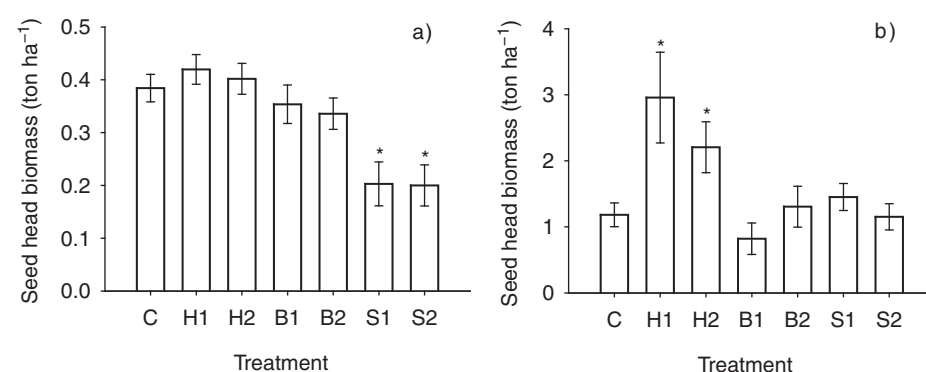 a)
Seed head biomass (ton ha⁻¹)
0.5
0.4
0.3
0.2
0.1
0.0
* *
C H1 H2 B1 B2 S1 S2
Treatment
b)
Seed head biomass (ton ha⁻¹)
4
3
2
1
0
*
*
C H1 H2 B1 B2 S1 S2
Treatment